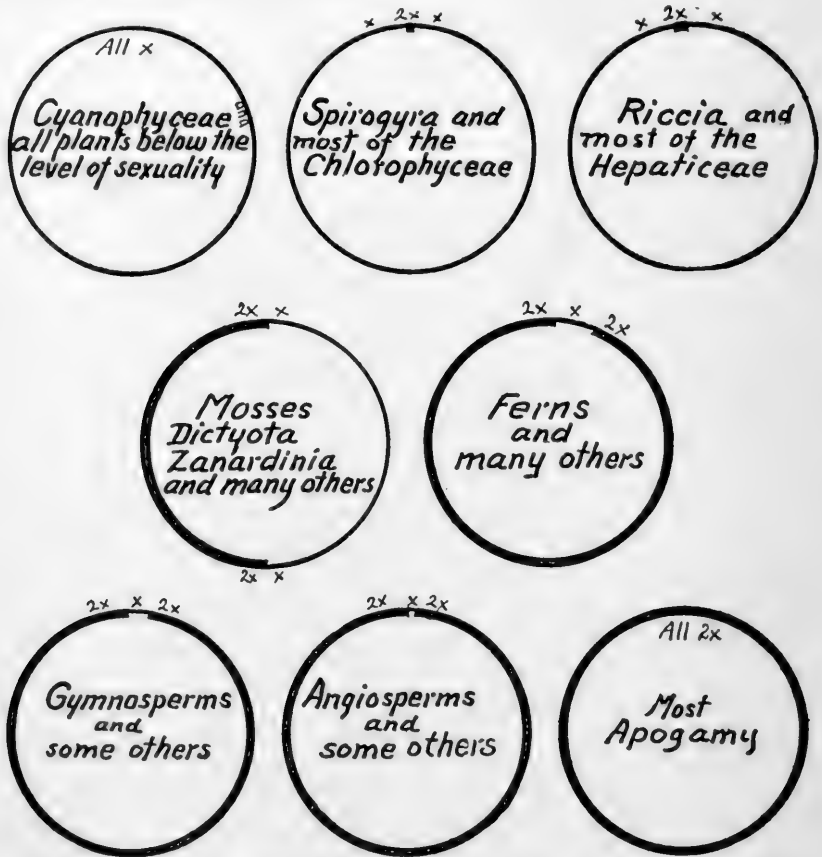 All x
Cyanophyceae and
all plants below the
level of sexuality
x 2x x
Spirogyra and
most of the
Chlorophyceae
x 2x x
Riccia and
most of the
Hepaticeae
2x x
Mosses
Dictyota
Zanardinia
and many others
2x x
2x x 2x
Ferns
and
many others
2x x 2x
Gymnosperms
and
some others
2x x 2x
Angiosperms
and
some others
All 2x
Most
Apogamy